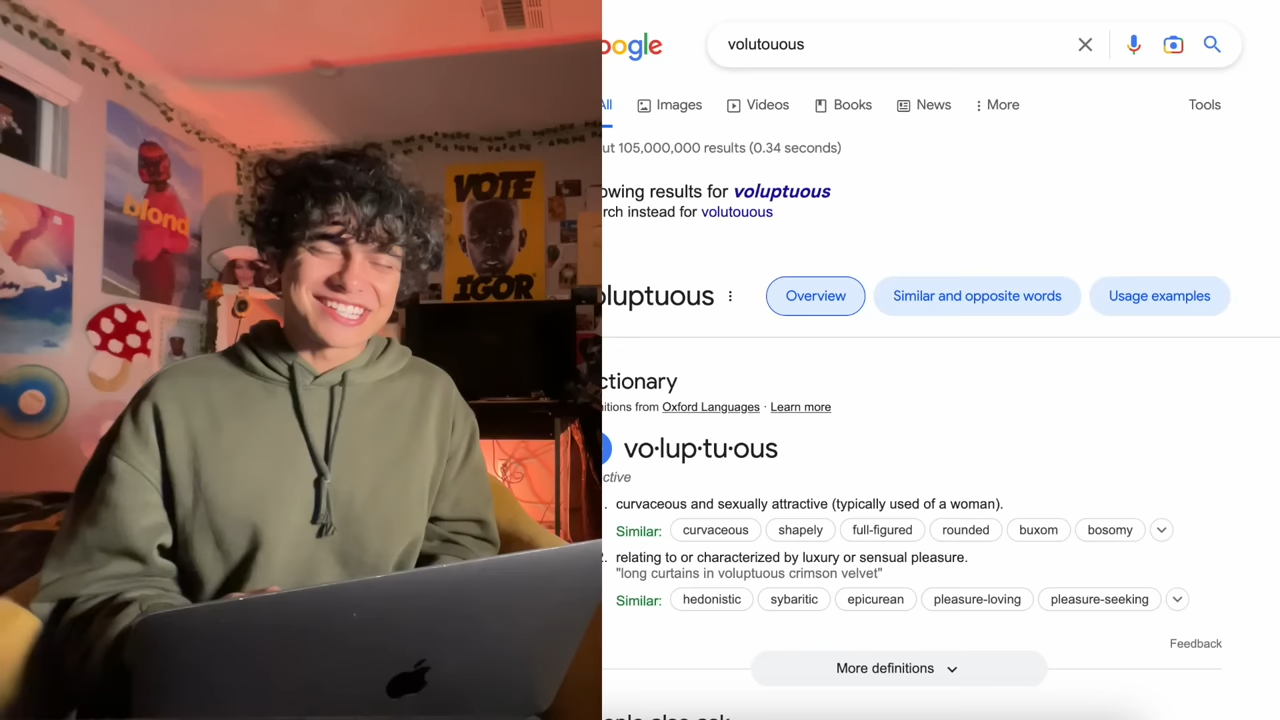 blond
VOTE
IGOR
oogle
volutouous
All
Images
Videos
Books
News
More
Tools
ut 105,000,000 results (0.34 seconds)
owing results for voluptuous
rch instead for volutouous
oluptuous
Overview
Similar and opposite words
Usage examples
ctionary
nitions from Oxford Languages · Learn more
vo·lup·tu·ous
ctive
. curvaceous and sexually attractive (typically used of a woman).
Similar: curvaceous shapely full-figured rounded buxom bosomy
2. relating to or characterized by luxury or sensual pleasure.
"long curtains in voluptuous crimson velvet"
Similar: hedonistic sybaritic epicurean pleasure-loving pleasure-seeking
Feedback
More definitions